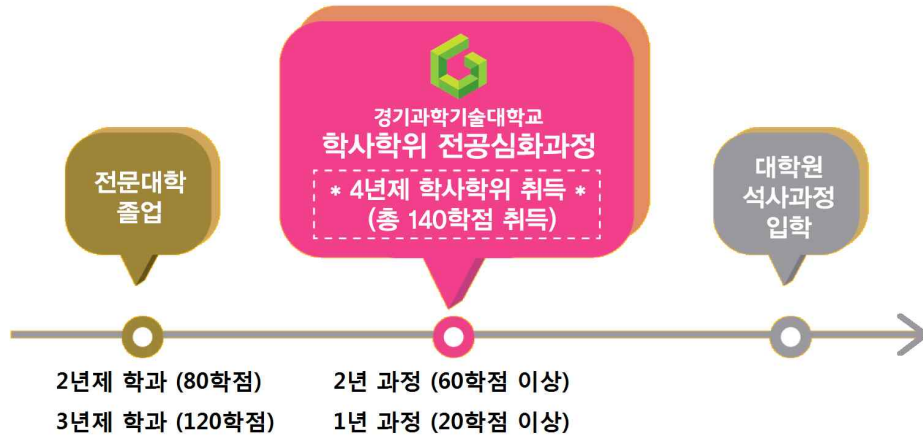 전문대학
졸업
경기과학기술대학교
학사학위 전공심화과정
* 4년제 학사학위 취득 *
(총 140학점 취득)
대학원
석사과정
입학
2년제 학과 (80학점)
3년제 학과 (120학점)
2년 과정 (60학점 이상)
1년 과정 (20학점 이상)